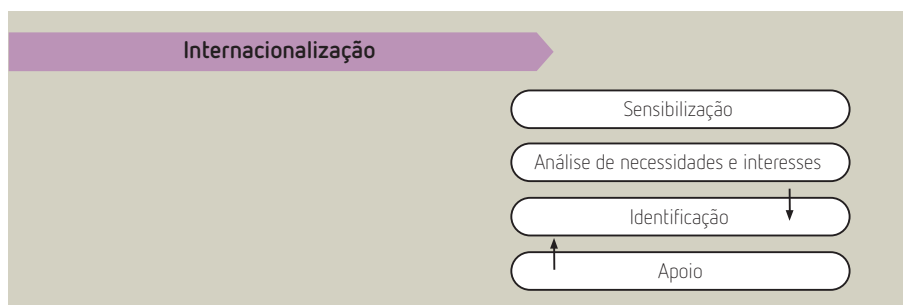 Internacionalização
Sensibilização
Análise de necessidades e interesses
Identificação
Apoio